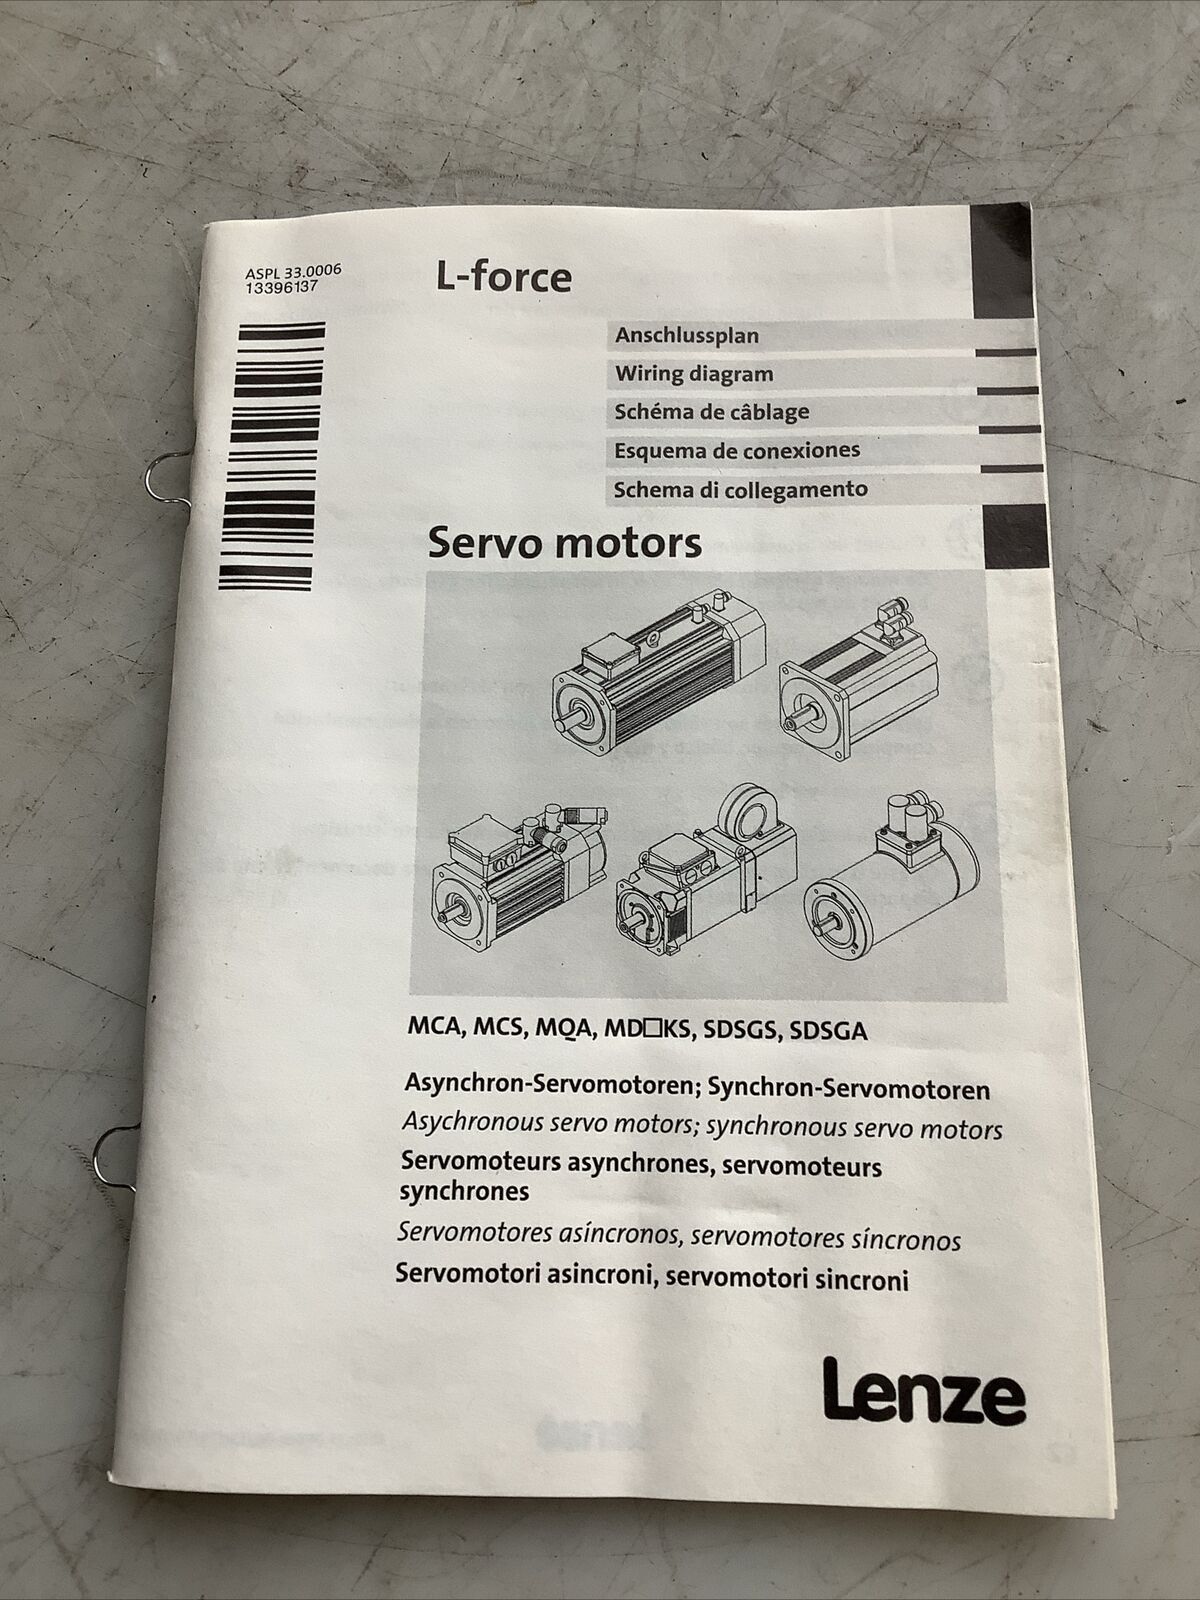 ASPL 33.0006
13396137
L-force
Anschlussplan
Wiring diagram
Schéma de câblage
Esquema de conexiones
Schema di collegamento
Servo motors
MCA, MCS, MQA, MD□KS, SDSGS, SDSGA
Asynchron-Servomotoren; Synchron-Servomotoren
Asychronous servo motors; synchronous servo motors
Servomoteurs asynchrones, servomoteurs
synchrones
Servomotores asíncronos, servomotores síncronos
Servomotori asincroni, servomotori sincroni
Lenze